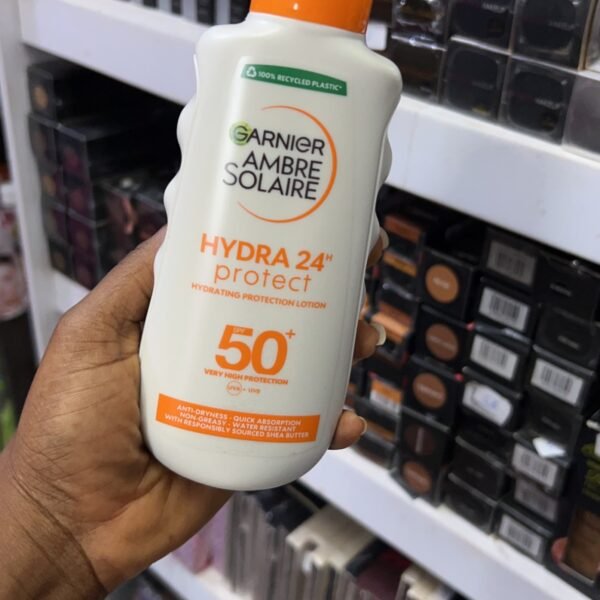 100% RECYCLED PLASTIC*
GARNIER
AMBRE
SOLAIRE
HYDRA 24H
protect
HYDRATING PROTECTION LOTION
SPF
50+
VERY HIGH PROTECTION
UVA + UVB
ANTI-DRYNESS - QUICK ABSORPTION
NON-GREASY - WATER RESISTANT
WITH RESPONSIBLY SOURCED SHEA BUTTER